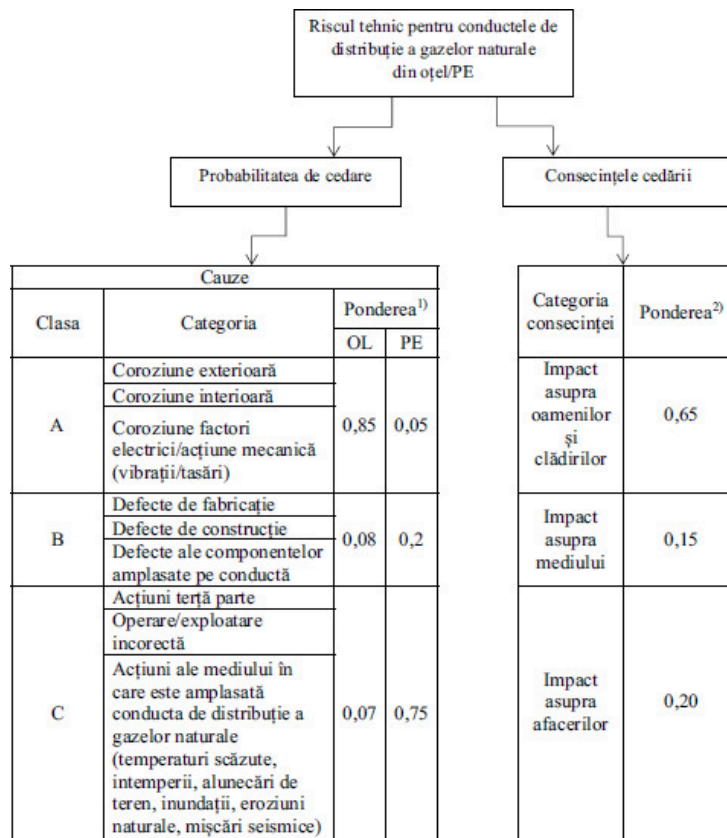 Riscul tehnic pentru conductele de
distribuție a gazelor naturale
din oțel/PE
Probabilitatea de cedare
Consecințele cedării
Cauze
Clasa
Categoria
Ponderea1)
OL
PE
A
Coroziune exterioară
Coroziune interioară
Coroziune factori
electrici/acțiune mecanică
(vibrații/tasări)
0,85
0,05
B
Defecte de fabricație
Defecte de construcție
Defecte ale componentelor
amplasate pe conductă
0,08
0,2
C
Acțiuni terță parte
Operare/exploatare
incorectă
Acțiuni ale mediului în
care este amplasată
conducta de distribuție a
gazelor naturale
(temperaturi scăzute,
intemperii, alunecări de
teren, inundații, eroziuni
naturale, mișcări seismice)
0,07
0,75
Categoria
consecinței
Ponderea2)
Impact
asupra
oamenilor
și
clădirilor
0,65
Impact
asupra
mediului
0,15
Impact
asupra
afacerilor
0,20